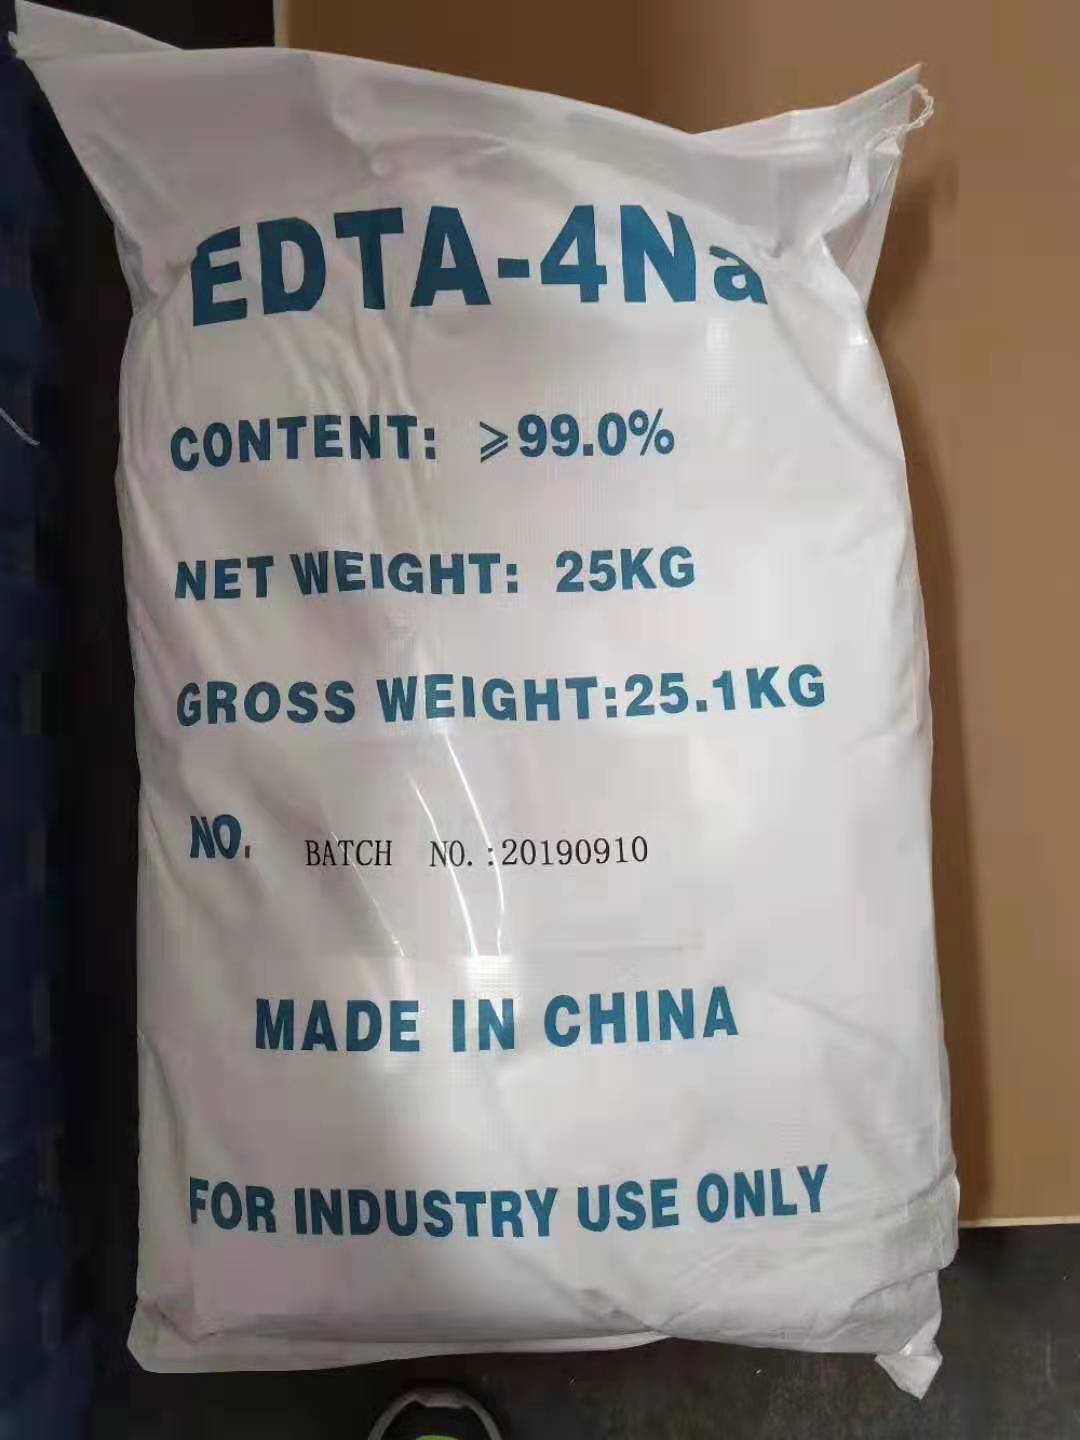 EDTA-4Na
CONTENT: ⩾99.0%
NET WEIGHT: 25KG
GROSS WEIGHT:25.1KG
NO. BATCH NO.:20190910
MADE IN CHINA
FOR INDUSTRY USE ONLY